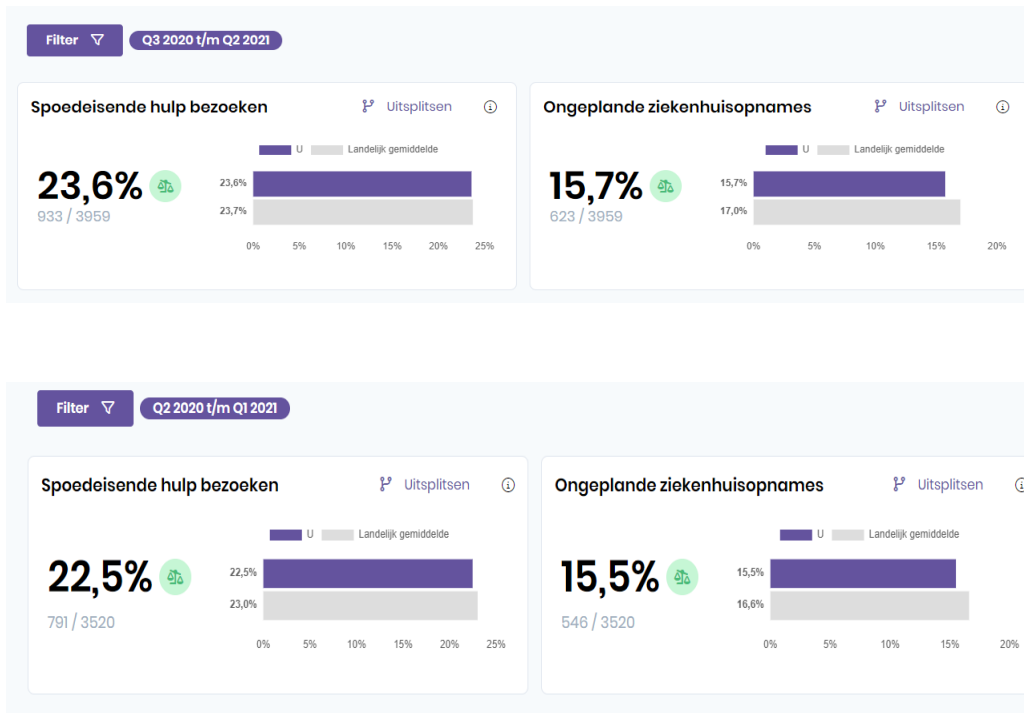 Filter Q3 2020 t/m Q2 2021
Spoedeisende hulp bezoeken Uitsplitsen
U Landelijk gemiddelde
23,6%
933 / 3959
23,6%
23,7%
0% 5% 10% 15% 20% 25%
Ongeplande ziekenhuisopnames Uitsplitsen
U Landelijk gemiddelde
15,7%
623 / 3959
15,7%
17,0%
0% 5% 10% 15% 20%
Filter Q2 2020 t/m Q1 2021
Spoedeisende hulp bezoeken Uitsplitsen
U Landelijk gemiddelde
22,5%
791 / 3520
22,5%
23,0%
0% 5% 10% 15% 20% 25%
Ongeplande ziekenhuisopnames Uitsplitsen
U Landelijk gemiddelde
15,5%
546 / 3520
15,5%
16,6%
0% 5% 10% 15% 20%